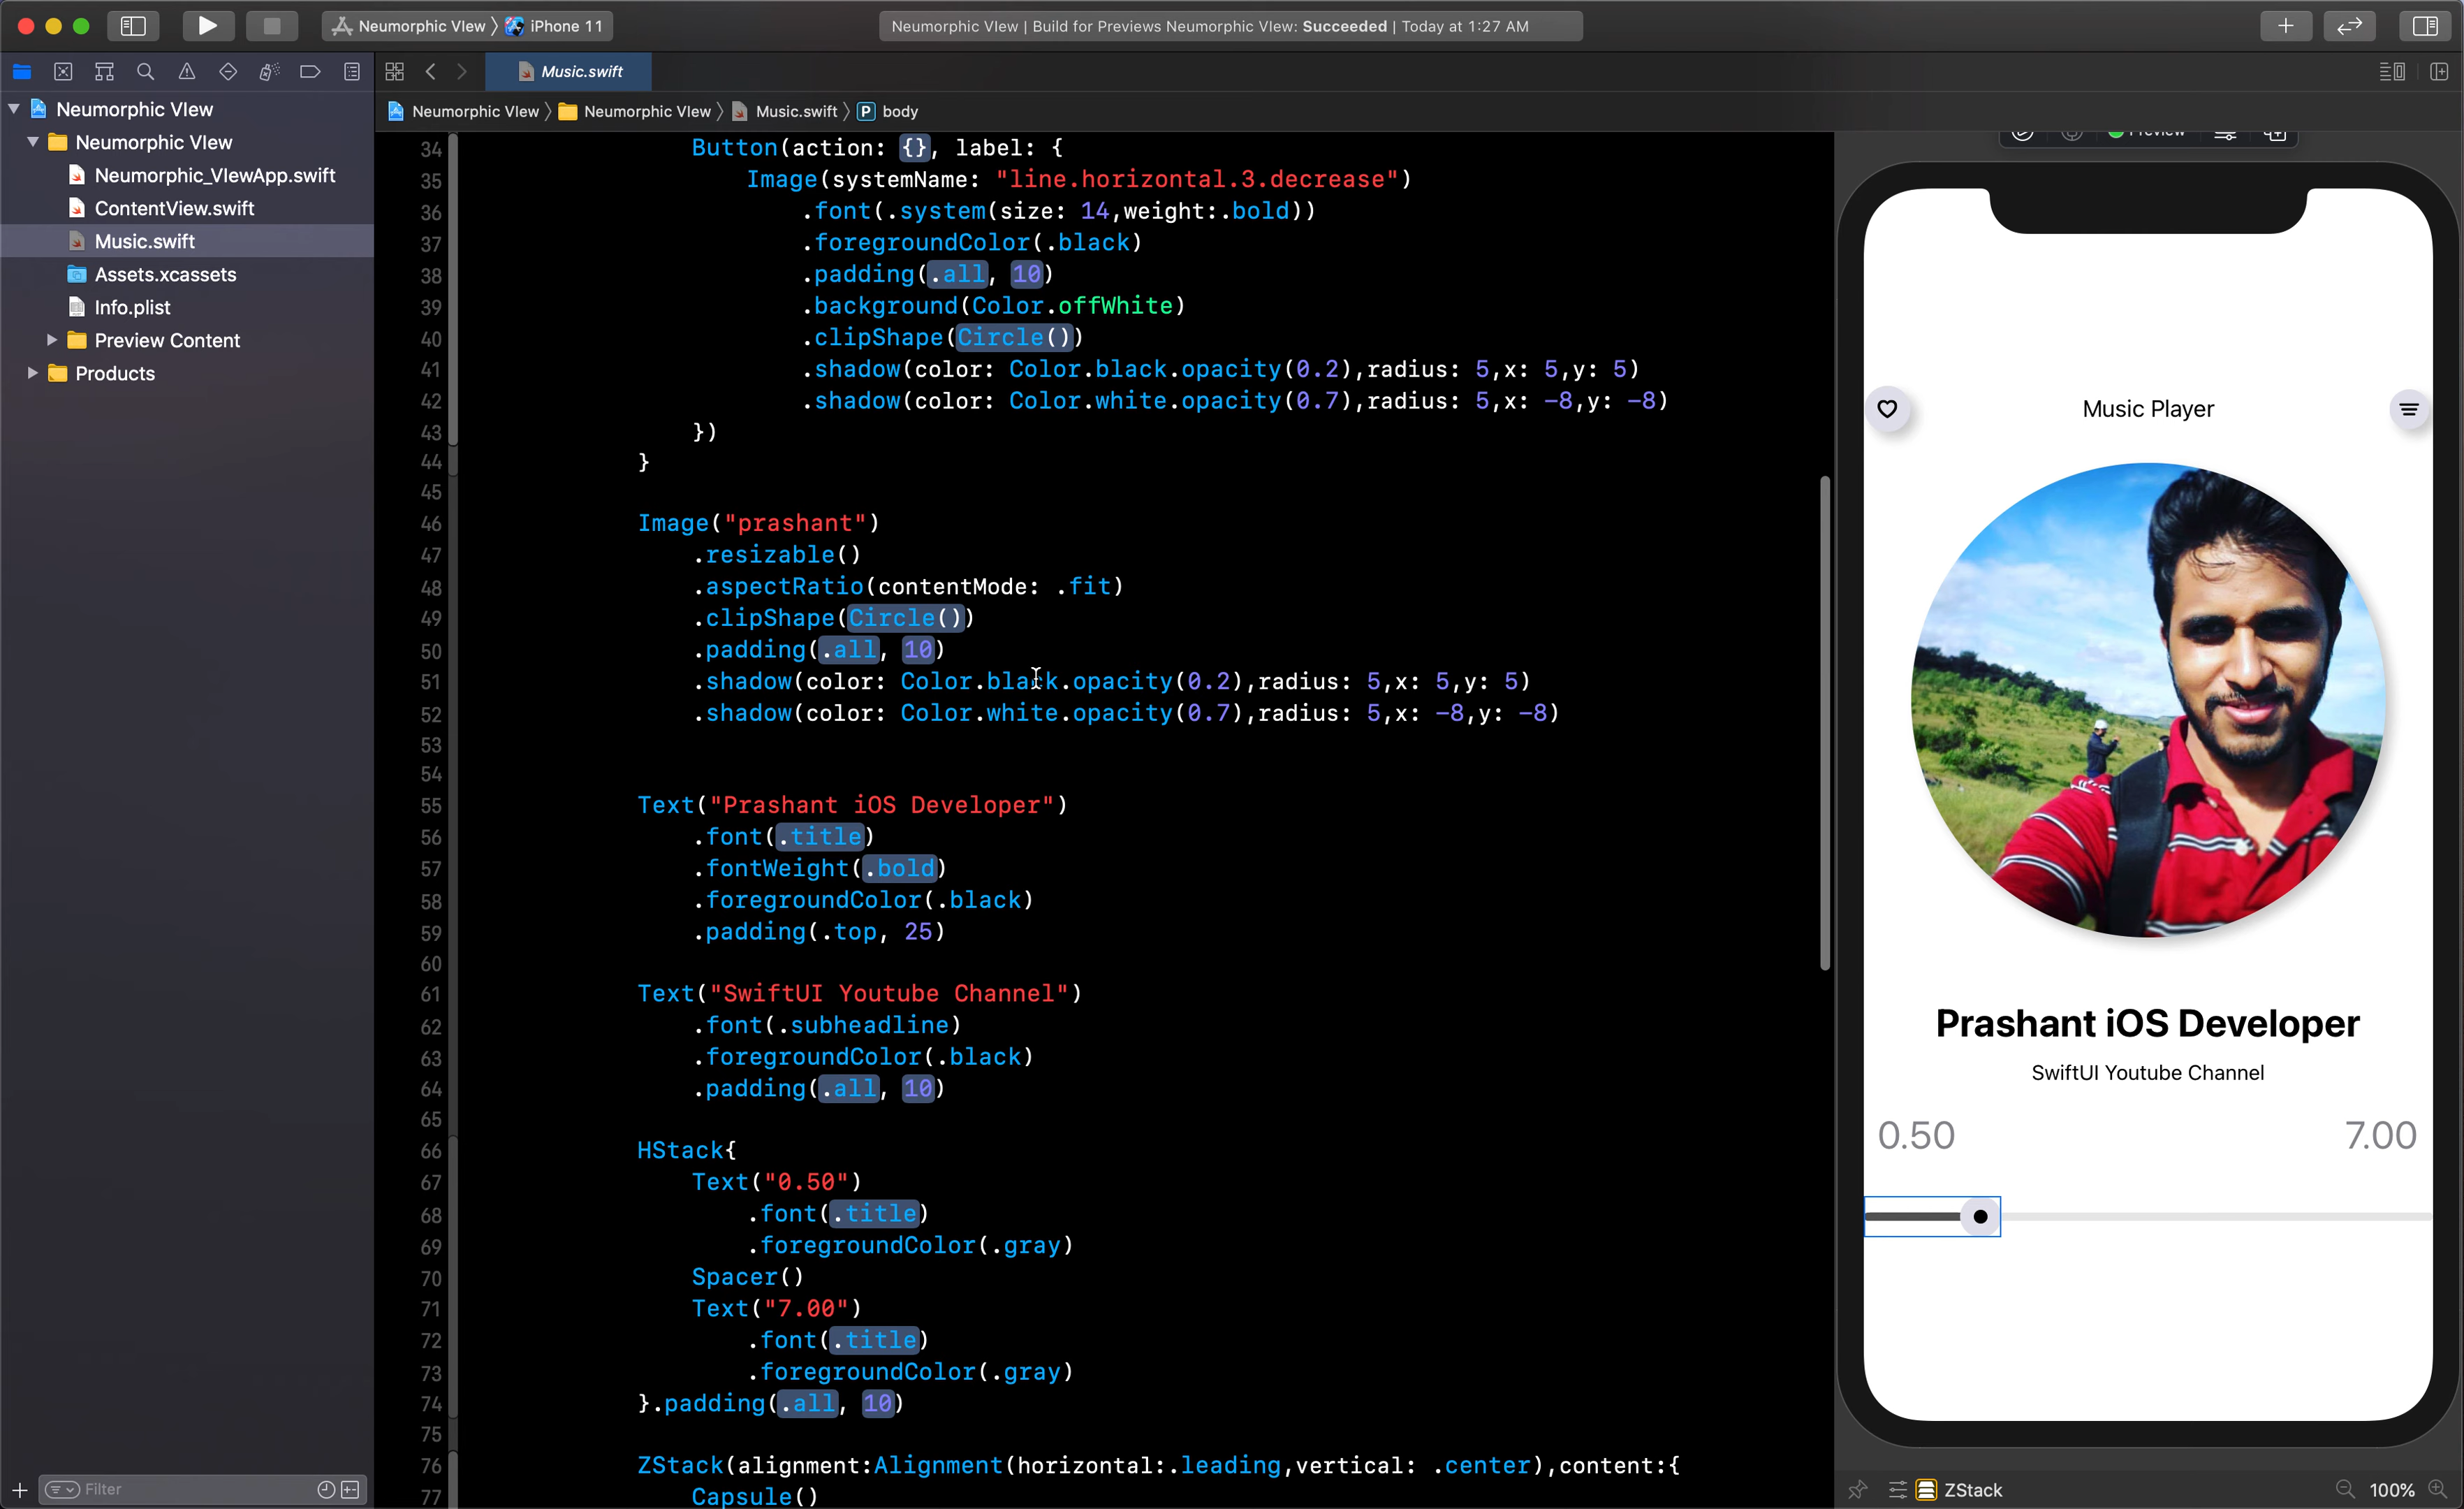 Neumorphic VIew 〉 iPhone 11
Neumorphic VIew | Build for Previews Neumorphic VIew: Succeeded | Today at 1:27 AM
Music.swift
Neumorphic VIew 〉 Neumorphic VIew 〉 Music.swift 〉 P body
Neumorphic VIew
Neumorphic VIew
Neumorphic_VIewApp.swift
ContentView.swift
Music.swift
Assets.xcassets
Info.plist
Preview Content
Products
Filter
34 Button(action: {}, label: {
35 Image(systemName: "line.horizontal.3.decrease")
36 .font(.system(size: 14,weight:.bold))
37 .foregroundColor(.black)
38 .padding(.all, 10)
39 .background(Color.offWhite)
40 .clipShape(Circle())
41 .shadow(color: Color.black.opacity(0.2),radius: 5,x: 5,y: 5)
42 .shadow(color: Color.white.opacity(0.7),radius: 5,x: -8,y: -8)
43 })
44 }
45
46 Image("prashant")
47 .resizable()
48 .aspectRatio(contentMode: .fit)
49 .clipShape(Circle())
50 .padding(.all, 10)
51 .shadow(color: Color.black.opacity(0.2),radius: 5,x: 5,y: 5)
52 .shadow(color: Color.white.opacity(0.7),radius: 5,x: -8,y: -8)
53
54
55 Text("Prashant iOS Developer")
56 .font(.title)
57 .fontWeight(.bold)
58 .foregroundColor(.black)
59 .padding(.top, 25)
60
61 Text("SwiftUI Youtube Channel")
62 .font(.subheadline)
63 .foregroundColor(.black)
64 .padding(.all, 10)
65
66 HStack{
67 Text("0.50")
68 .font(.title)
69 .foregroundColor(.gray)
70 Spacer()
71 Text("7.00")
72 .font(.title)
73 .foregroundColor(.gray)
74 }.padding(.all, 10)
75
76 ZStack(alignment:Alignment(horizontal:.leading,vertical: .center),content:{
77 Capsule()
Preview
Music Player
Prashant iOS Developer
SwiftUI Youtube Channel
0.50 7.00
ZStack
100%